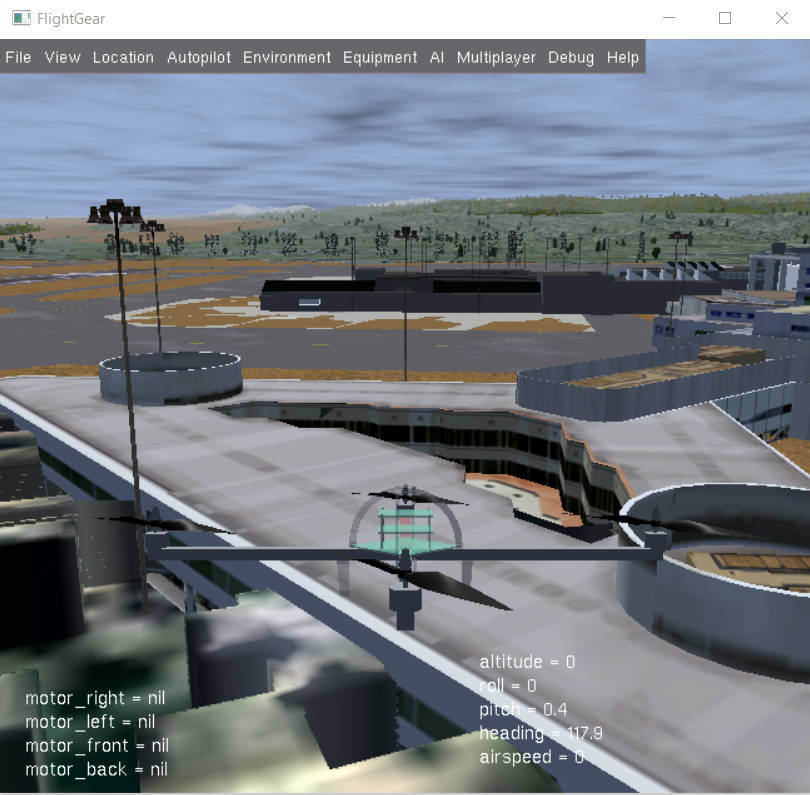 FlightGear
File View Location Autopilot Environment Equipment AI Multiplayer Debug Help
altitude = 0
roll = 0
pitch = 0.4
heading = 117.9
airspeed = 0
motor_right = nil
motor_left = nil
motor_front = nil
motor_back = nil